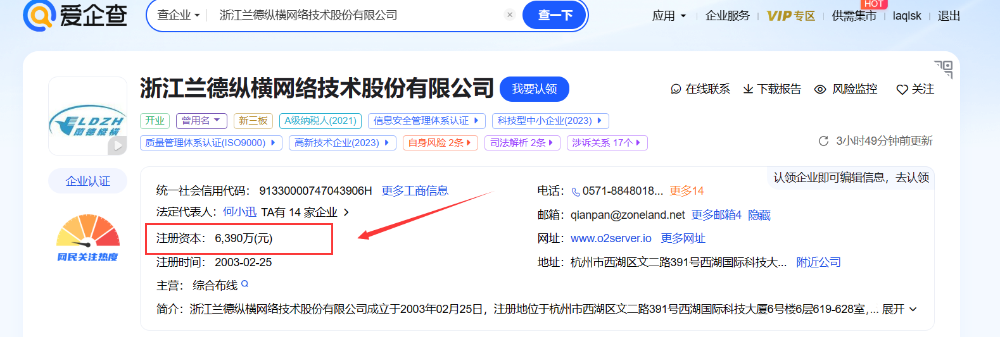 爱企查
查企业
浙江兰德纵横网络技术股份有限公司
查一下
应用
企业服务
VIP专区
供需集市
HOT
laqlsk
退出
LDZH
兰德纵横
浙江兰德纵横网络技术股份有限公司
我要认领
在线联系
下载报告
风险监控
关注
开业
曾用名
新三板
A级纳税人(2021)
信息安全管理体系认证
科技型中小企业(2023)
质量管理体系认证(ISO9000)
高新技术企业(2023)
自身风险 2条
司法解析 2条
涉诉关系 17个
3小时49分钟前更新
企业认证
网民关注热度
认领企业即可编辑信息，去认领
统一社会信用代码： 91330000747043906H 更多工商信息
电话： 0571-8848018... 更多14
法定代表人： 何小迅 TA有 14 家企业
邮箱： qianpan@zoneland.net 更多邮箱4 隐藏
注册资本： 6,390万(元)
网址： www.o2server.io 更多网址
注册时间： 2003-02-25
地址： 杭州市西湖区文二路391号西湖国际科技大... 附近公司
主营： 综合布线
简介： 浙江兰德纵横网络技术股份有限公司成立于2003年02月25日，注册地位于杭州市西湖区文二路391号西湖国际科技大厦6号楼6层619-628室，... 展开